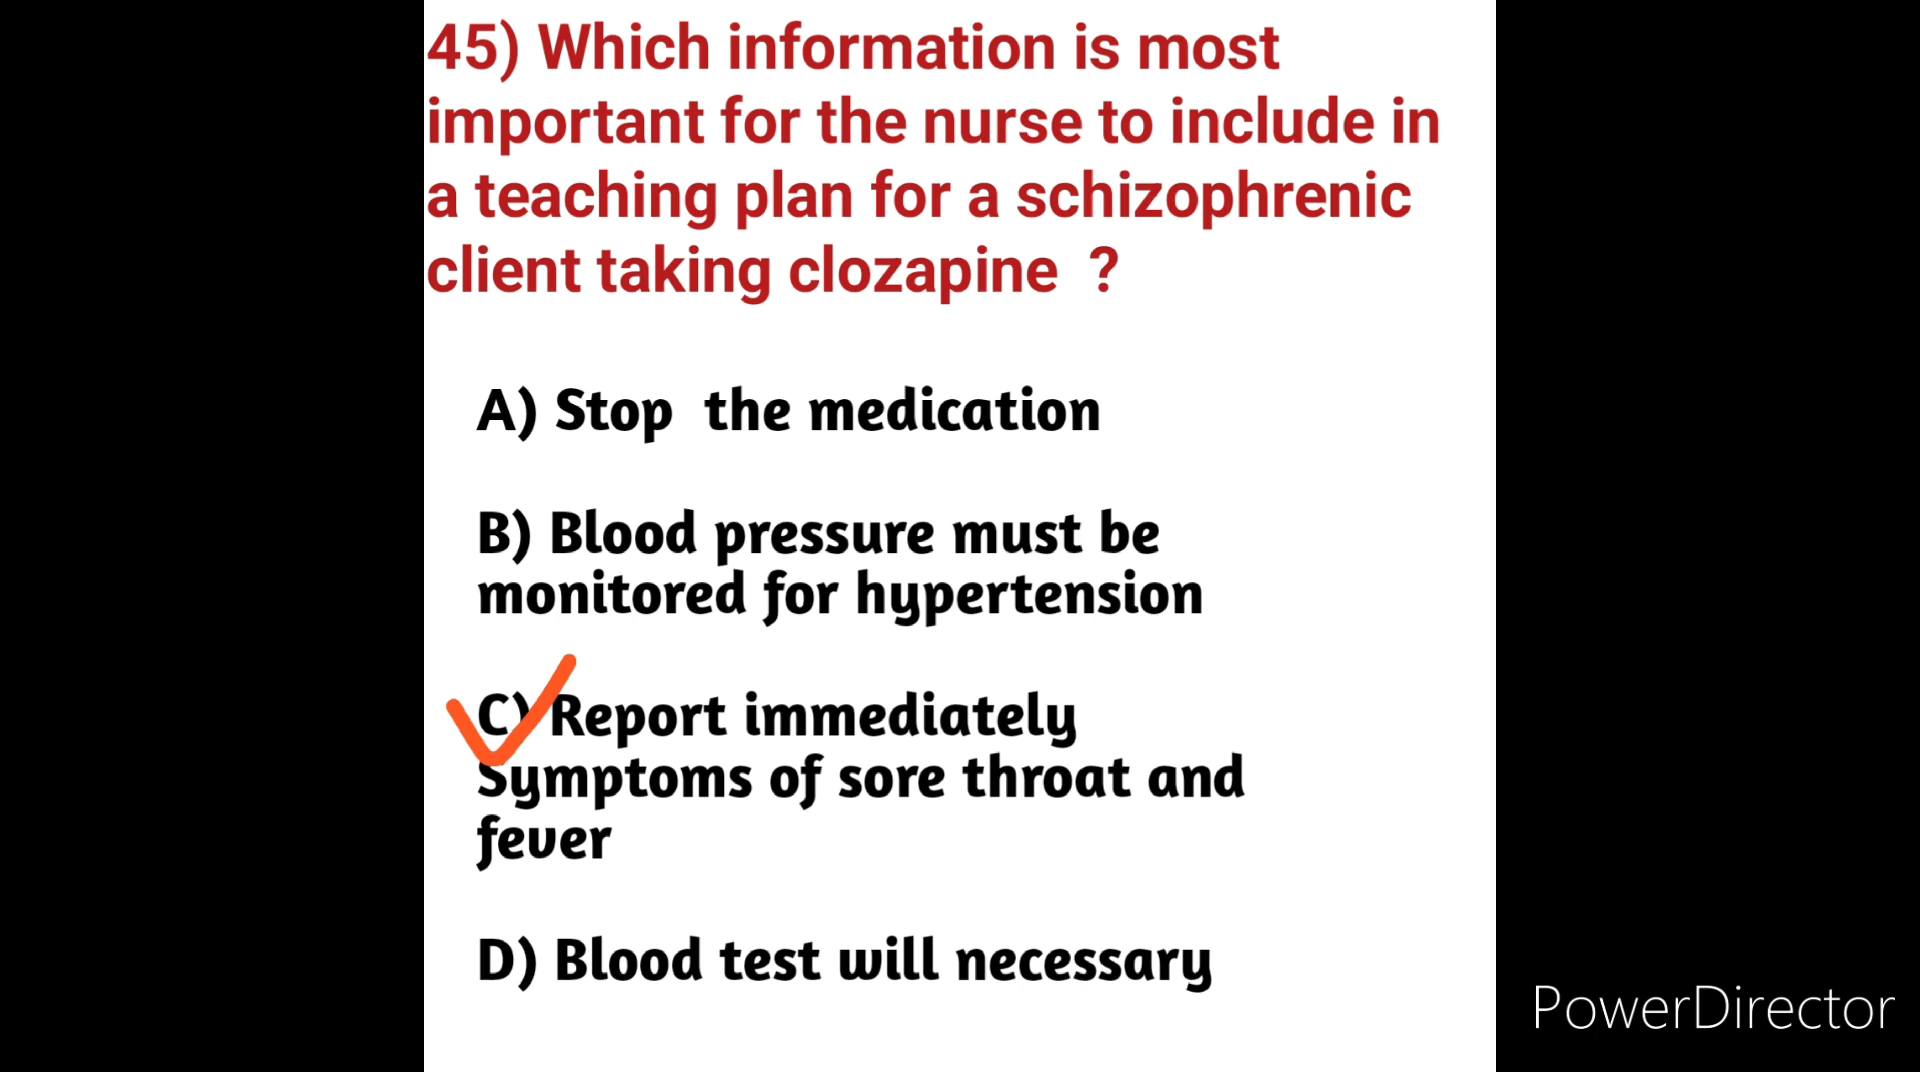 45) Which information is most
important for the nurse to include in
a teaching plan for a schizophrenic
client taking clozapine ?
A) Stop the medication
B) Blood pressure must be
monitored for hypertension
C) Report immediately
Symptoms of sore throat and
fever
D) Blood test will necessary
PowerDirector